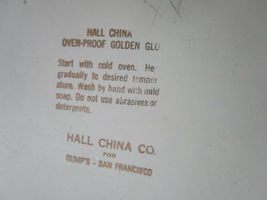 HALL CHINA
OVEN-PROOF GOLDEN GLO
Start with cold oven. He
gradually to desired temper
ature. Wash by hand with mild
soap. Do not use abrasives or
detergents.
HALL CHINA CO.
FOR
GUMP'S - SAN FRANCISCO